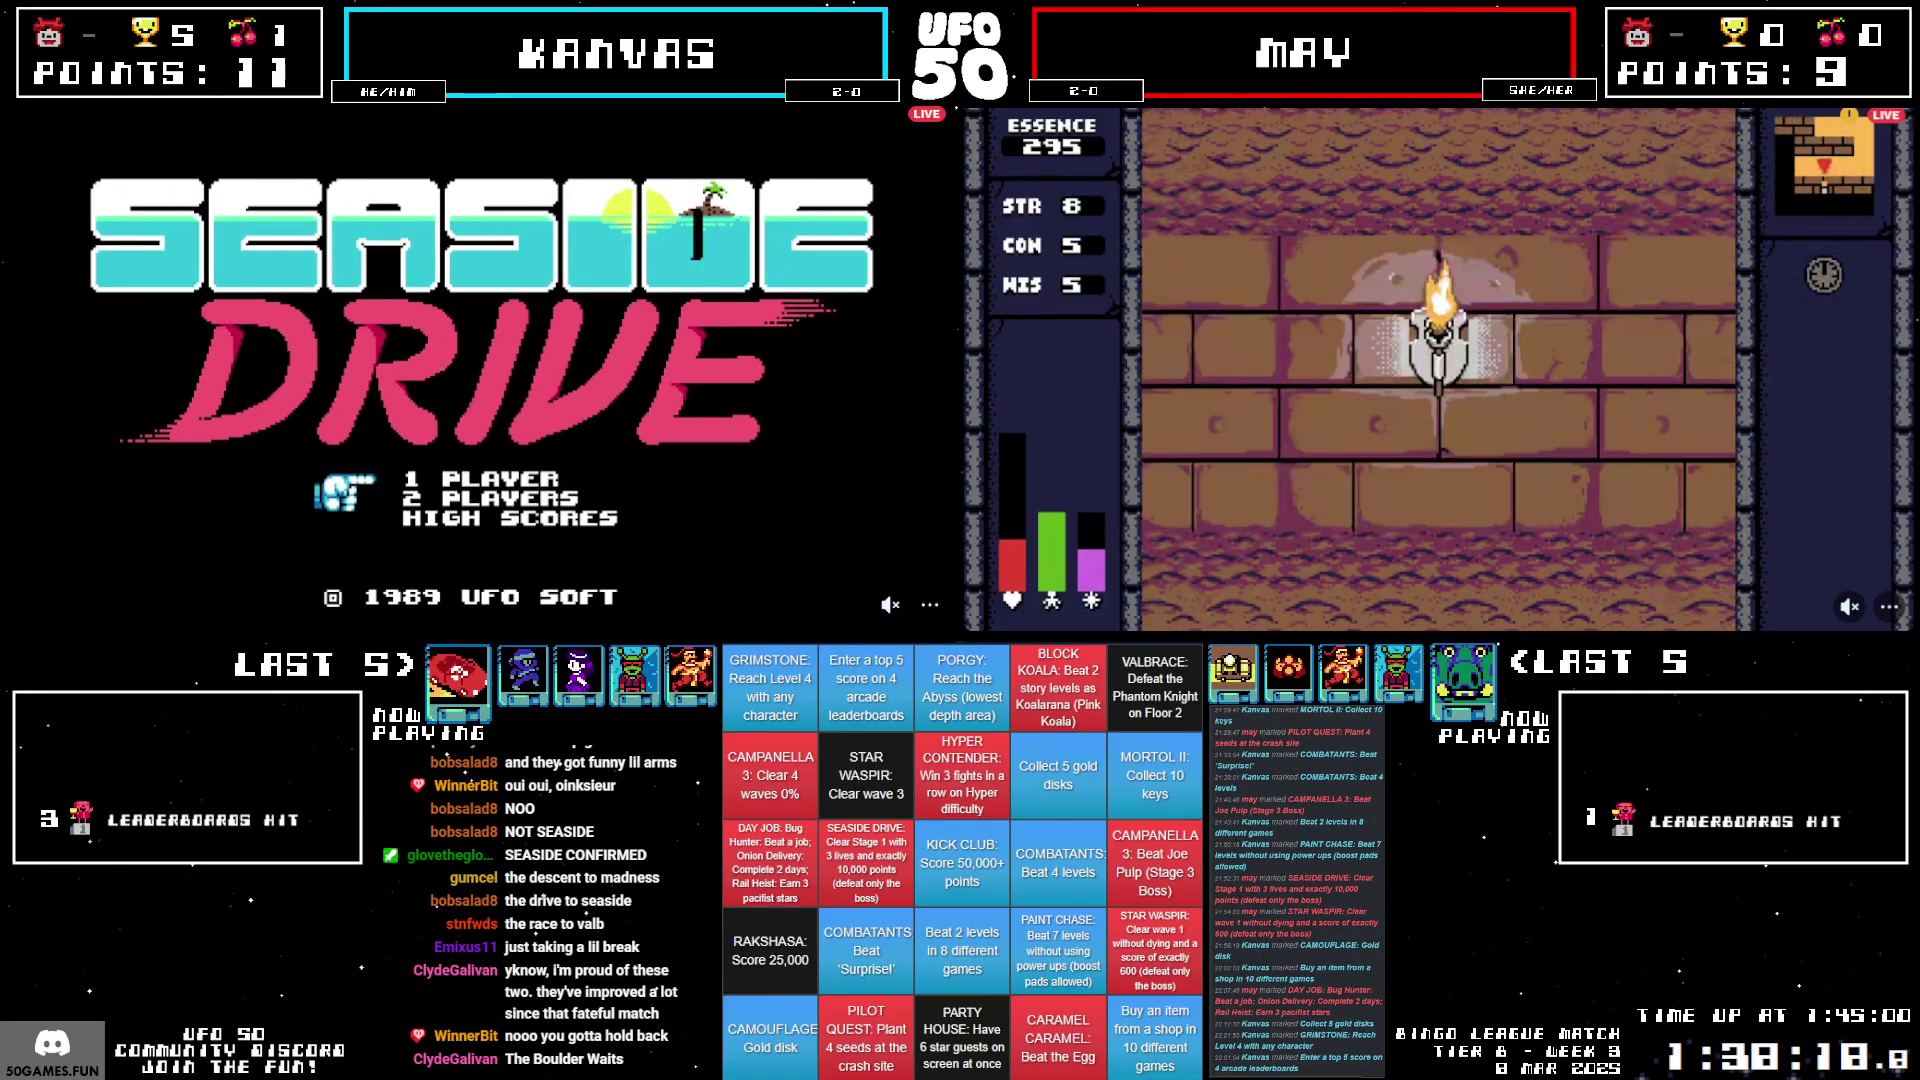 5 1
POINTS: 11
KANVAS
HE/HIM
2-0
UFO 50
MAY
2-0
SHE/HER
0 0
POINTS: 9
LIVE
SEASIDE
DRIVE
1 PLAYER
2 PLAYERS
HIGH SCORES
1989 UFO SOFT
ESSENCE
295
STR 8
CON 5
WIS 5
LIVE
LAST 5>
NOW PLAYING
3 LEADERBOARDS HIT
bobsalad8 and they got funny lil arms
WinnerBit oui oui, oinksieur
bobsalad8 NOO
bobsalad8 NOT SEASIDE
glovetheglo... SEASIDE CONFIRMED
gumcel the descent to madness
bobsalad8 the drive to seaside
stnfwds the race to valb
Emixus11 just taking a lil break
ClydeGalivan yknow, i'm proud of these
two. they've improved a lot
since that fateful match
WinnerBit nooo you gotta hold back
ClydeGalivan The Boulder Waits
50GAMES.FUN
UFO 50
COMMUNITY DISCORD
JOIN THE FUN!
GRIMSTONE:
Reach Level 4
with any
character
Enter a top 5
score on 4
arcade
leaderboards
PORGY:
Reach the
Abyss (lowest
depth area)
BLOCK
KOALA: Beat 2
story levels as
Koalarana (Pink
Koala)
VALBRACE:
Defeat the
Phantom Knight
on Floor 2
CAMPANELLA
3: Clear 4
waves 0%
STAR
WASPIR:
Clear wave 3
HYPER
CONTENDER:
Win 3 fights in a
row on Hyper
difficulty
Collect 5 gold
disks
MORTOL II:
Collect 10
keys
DAY JOB: Bug
Hunter: Beat a job;
Onion Delivery:
Complete 2 days;
Rail Heist: Earn 3
pacifist stars
SEASIDE DRIVE:
Clear Stage 1 with
3 lives and exactly
10,000 points
(defeat only the
boss)
KICK CLUB:
Score 50,000+
points
COMBATANTS:
Beat 4 levels
CAMPANELLA
3: Beat Joe
Pulp (Stage 3
Boss)
RAKSHASA:
Score 25,000
COMBATANTS:
Beat
'Surprise!'
Beat 2 levels
in 8 different
games
PAINT CHASE:
Beat 7 levels
without using
power ups (boost
pads allowed)
STAR WASPIR:
Clear wave 1
without dying and a
score of exactly
600 (defeat only
the boss)
CAMOUFLAGE:
Gold disk
PILOT
QUEST: Plant
4 seeds at the
crash site
PARTY
HOUSE: Have
6 star guests on
screen at once
CARAMEL
CARAMEL:
Beat the Egg
Buy an item
from a shop in
10 different
games
Kanvas marked MORTOL II: Collect 10
keys
may marked PILOT QUEST: Plant 4
seeds at the crash site
Kanvas marked COMBATANTS: Beat
'Surprise!'
Kanvas marked COMBATANTS: Beat 4
levels
may marked CAMPANELLA 3: Beat
Joe Pulp (Stage 3 Boss)
Kanvas marked Beat 2 levels in 8
different games
Kanvas marked PAINT CHASE: Beat 7
levels without using power ups (boost pads
allowed)
may marked SEASIDE DRIVE: Clear
Stage 1 with 3 lives and exactly 10,000
points (defeat only the boss)
may marked STAR WASPIR: Clear
wave 1 without dying and a score of exactly
600 (defeat only the boss)
Kanvas marked CAMOUFLAGE: Gold
disk
Kanvas marked Buy an item from a
shop in 10 different games
may marked DAY JOB: Bug Hunter:
Beat a job; Onion Delivery: Complete 2 days;
Rail Heist: Earn 3 pacifist stars
Kanvas marked Collect 5 gold disks
Kanvas marked GRIMSTONE: Reach
Level 4 with any character
Kanvas marked Enter a top 5 score on
4 arcade leaderboards
<LAST 5
NOW PLAYING
1 LEADERBOARDS HIT
TIME UP AT 1:45:00
BINGO LEAGUE MATCH
TIER 8 - WEEK 3
8 MAR 2025
1:38:18.8